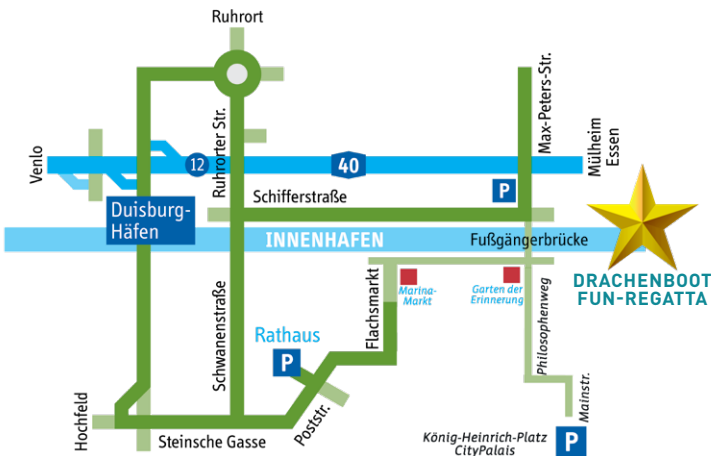 Ruhrort
Max-Peters-Str.
Ruhrorter Str.
Venlo
12
40
Mülheim
Essen
P
Schifferstraße
Duisburg-
Häfen
INNENHAFEN
Fußgängerbrücke
DRACHENBOOT
FUN-REGATTA
Marina-
Markt
Garten der
Erinnerung
Flachsmarkt
Philosophenweg
Schwanenstraße
Rathaus
P
Mainstr.
Hochfeld
Steinsche Gasse
Poststr.
König-Heinrich-Platz
CityPalais
P